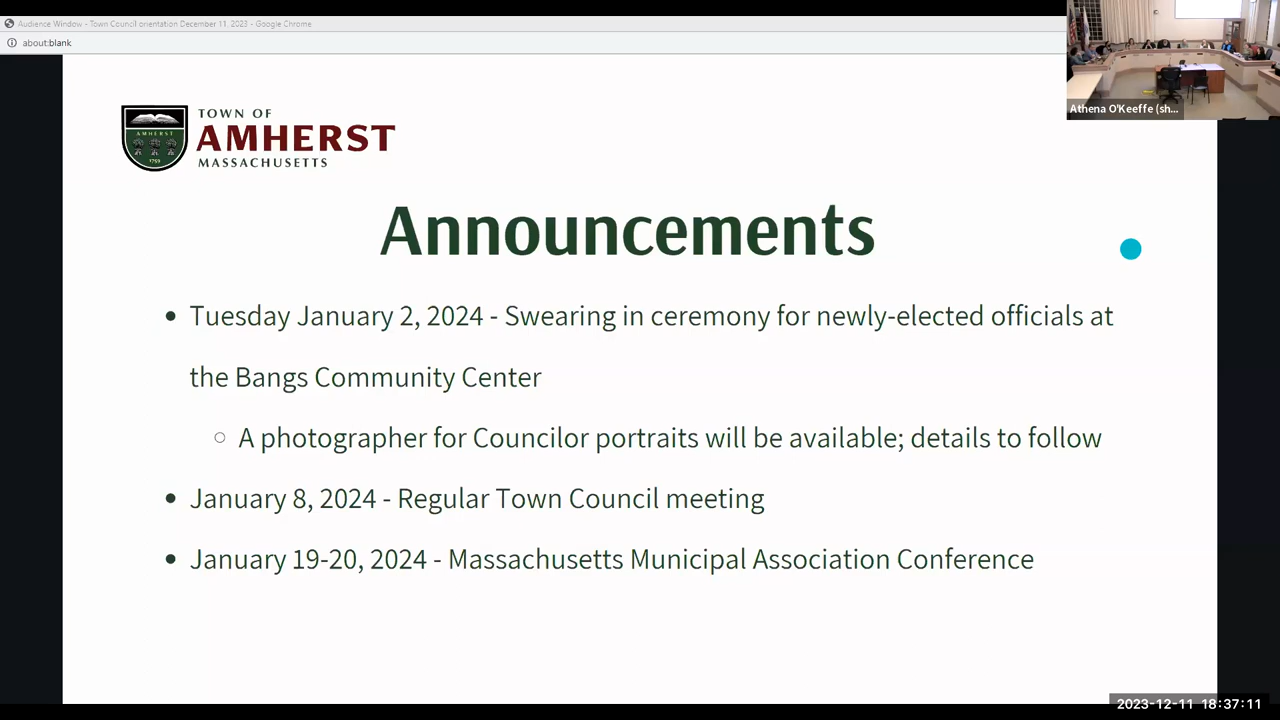 Audience Window - Town Council orientation December 11, 2023 - Google Chrome
about:blank
Athena O'Keeffe (sh...
TOWN OF
AMHERST
MASSACHUSETTS
AMHERST
1759
Announcements
• Tuesday January 2, 2024 - Swearing in ceremony for newly-elected officials at
the Bangs Community Center
○ A photographer for Councilor portraits will be available; details to follow
• January 8, 2024 - Regular Town Council meeting
• January 19-20, 2024 - Massachusetts Municipal Association Conference
2023-12-11 18:37:11